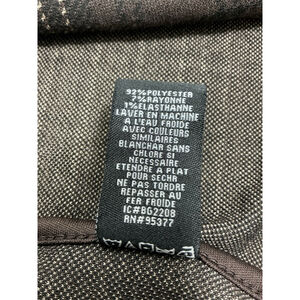 92%POLYESTER
7%RAYONNE
1%ELASTHANNE
LAVER EN MACHINE
A L'EAU FROIDE
AVEC COULEURS
SIMILAIRES
BLANCHAR SANS
CHLORE SI
NECESSAIRE
ETENDRE A PLAT
POUR SECHR
NE PAS TORDRE
REPASSER AU
FER FROIDE
IC#BG2208
RN#95377